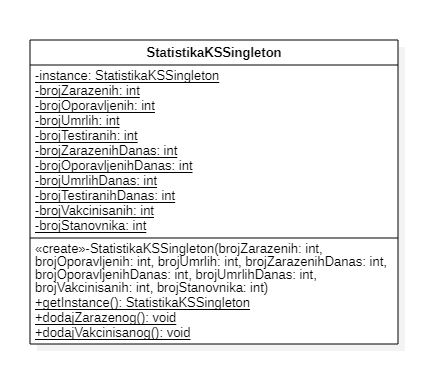 StatistikaKSSingleton
-instance: StatistikaKSSingleton
-brojZarazenih: int
-brojOporavljenih: int
-brojUmrlih: int
-brojTestiranih: int
-brojZarazenihDanas: int
-brojOporavljenihDanas: int
-brojUmrlihDanas: int
-brojTestiranihDanas: int
-brojVakcinisanih: int
-brojStanovnika: int
«create»-StatistikaKSSingleton(brojZarazenih: int,
brojOporavljenih: int, brojUmrlih: int, brojZarazenihDanas: int,
brojOporavljenihDanas: int, brojUmrlihDanas: int,
brojVakcinisanih: int, brojStanovnika: int)
+getInstance(): StatistikaKSSingleton
+dodajZarazenog(): void
+dodajVakcinisanog(): void